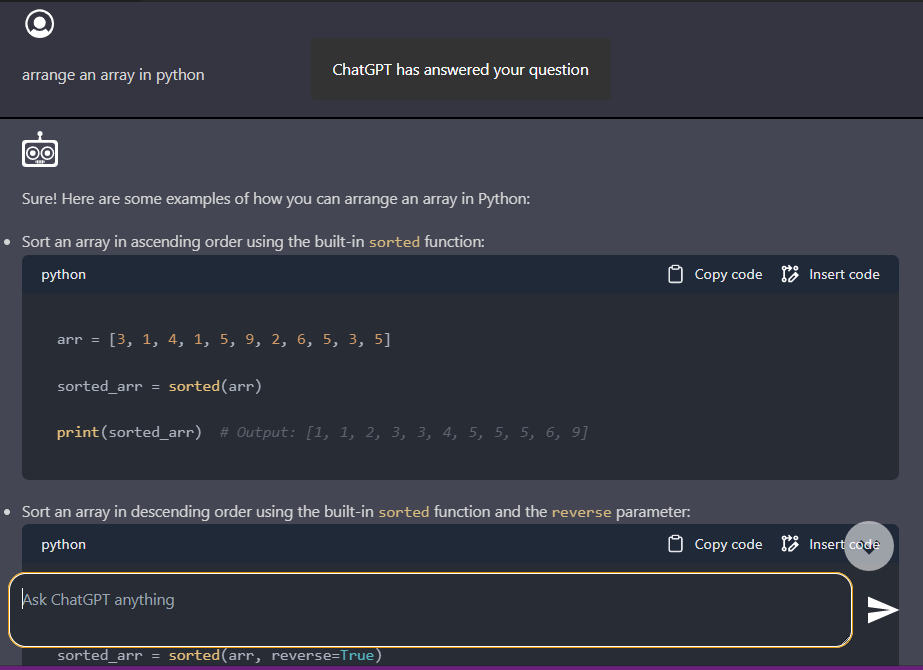 arrange an array in python
ChatGPT has answered your question
Sure! Here are some examples of how you can arrange an array in Python:
Sort an array in ascending order using the built-in sorted function:
python Copy code Insert code
arr = [3, 1, 4, 1, 5, 9, 2, 6, 5, 3, 5]
sorted_arr = sorted(arr)
print(sorted_arr) # Output: [1, 1, 2, 3, 3, 4, 5, 5, 5, 6, 9]
Sort an array in descending order using the built-in sorted function and the reverse parameter:
python Copy code Insert code
Ask ChatGPT anything
sorted_arr = sorted(arr, reverse=True)